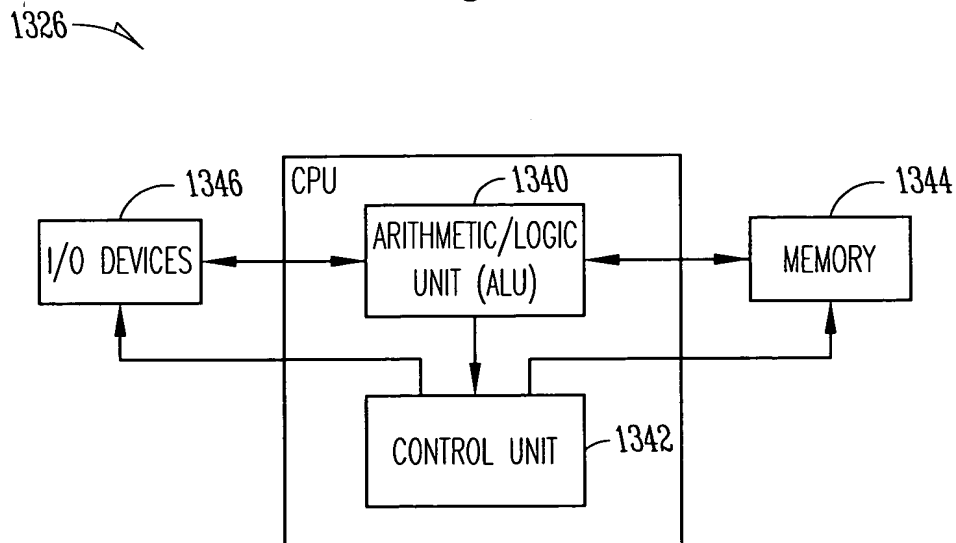 1326
1346
CPU
1340
1344
I/O DEVICES
ARITHMETIC/LOGIC
UNIT (ALU)
MEMORY
CONTROL UNIT
1342